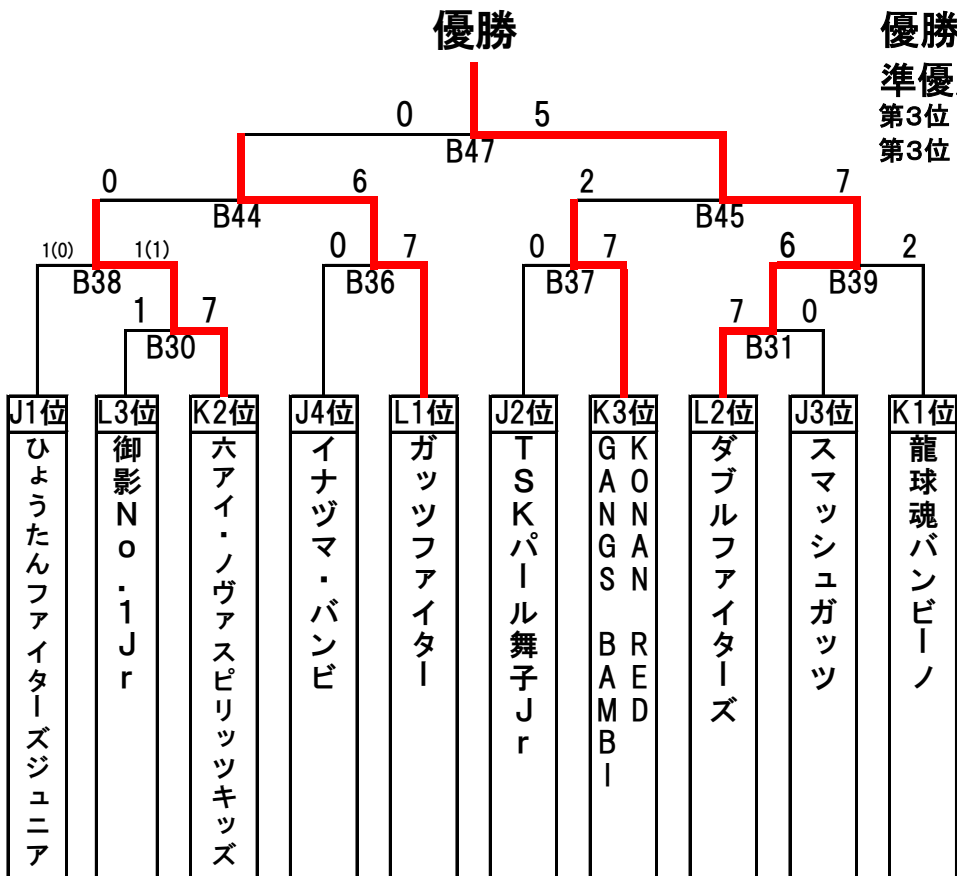 優勝
優勝
準優
第3位
第3位
0 5
B47
0 6
B44
2 7
B45
1(0) 1(1)
B38
0 7
B36
0 7
B37
6 2
B39
1 7
B30
7 0
B31
J1位
ひょうたんファイターズジュニア
L3位
御影No.1Jr
K2位
六アイ・ノヴァスピリッツキッズ
J4位
イナヅマ・バンビ
L1位
ガッツファイター
J2位
TSKパール舞子Jr
K3位
KONAN RED
GANGS BAMBI
L2位
ダブルファイターズ
J3位
スマッシュガッツ
K1位
龍球魂バンビーノ